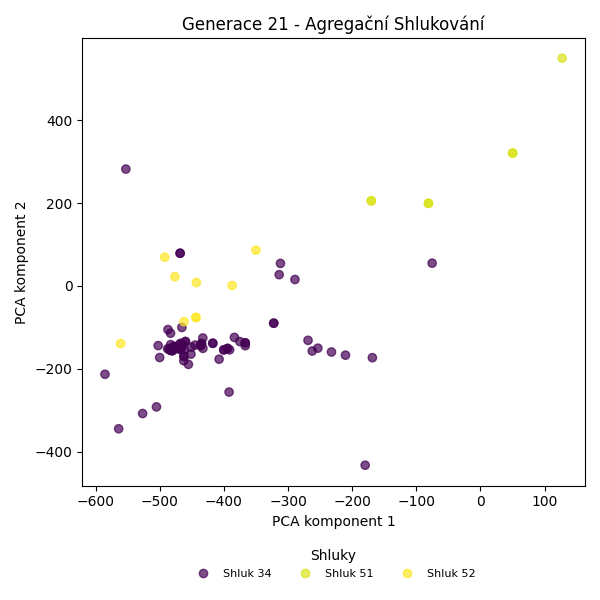 Generace 21 - Agregační Shlukování
PCA komponent 2
400
200
0
−200
−400
−600 −500 −400 −300 −200 −100 0 100
PCA komponent 1
Shluky
Shluk 34 Shluk 51 Shluk 52